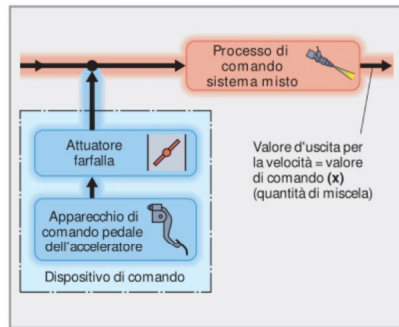 Processo di
comando
sistema misto
Attuatore
farfalla
Valore d'uscita per
la velocità = valore
di comando (x)
(quantità di miscela)
Apparecchio di
comando pedale
dell'acceleratore
Dispositivo di comando